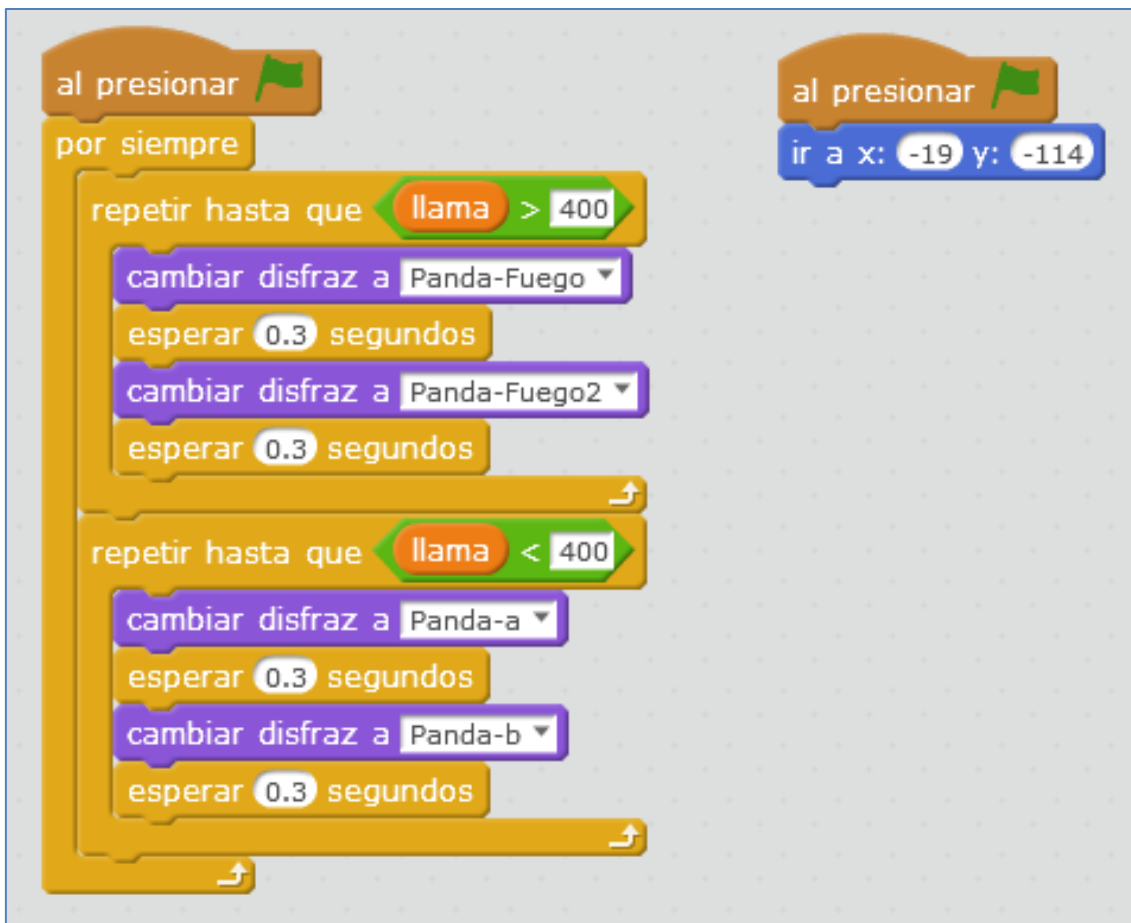 al presionar
por siempre
repetir hasta que llama > 400
cambiar disfraz a Panda-Fuego
esperar 0.3 segundos
cambiar disfraz a Panda-Fuego2
esperar 0.3 segundos
repetir hasta que llama < 400
cambiar disfraz a Panda-a
esperar 0.3 segundos
cambiar disfraz a Panda-b
esperar 0.3 segundos
al presionar
ir a x: -19 y: -114